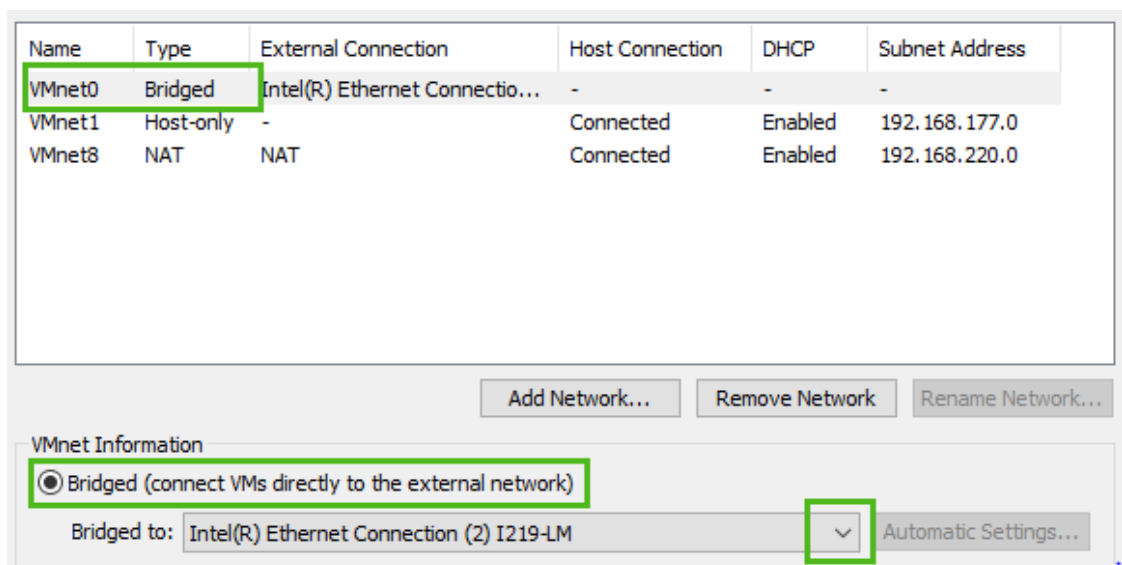 Name Type External Connection Host Connection DHCP Subnet Address
VMnet0 Bridged Intel(R) Ethernet Connectio... - - -
VMnet1 Host-only - Connected Enabled 192.168.177.0
VMnet8 NAT NAT Connected Enabled 192.168.220.0
Add Network... Remove Network Rename Network...
VMnet Information
Bridged (connect VMs directly to the external network)
Bridged to: Intel(R) Ethernet Connection (2) I219-LM Automatic Settings...